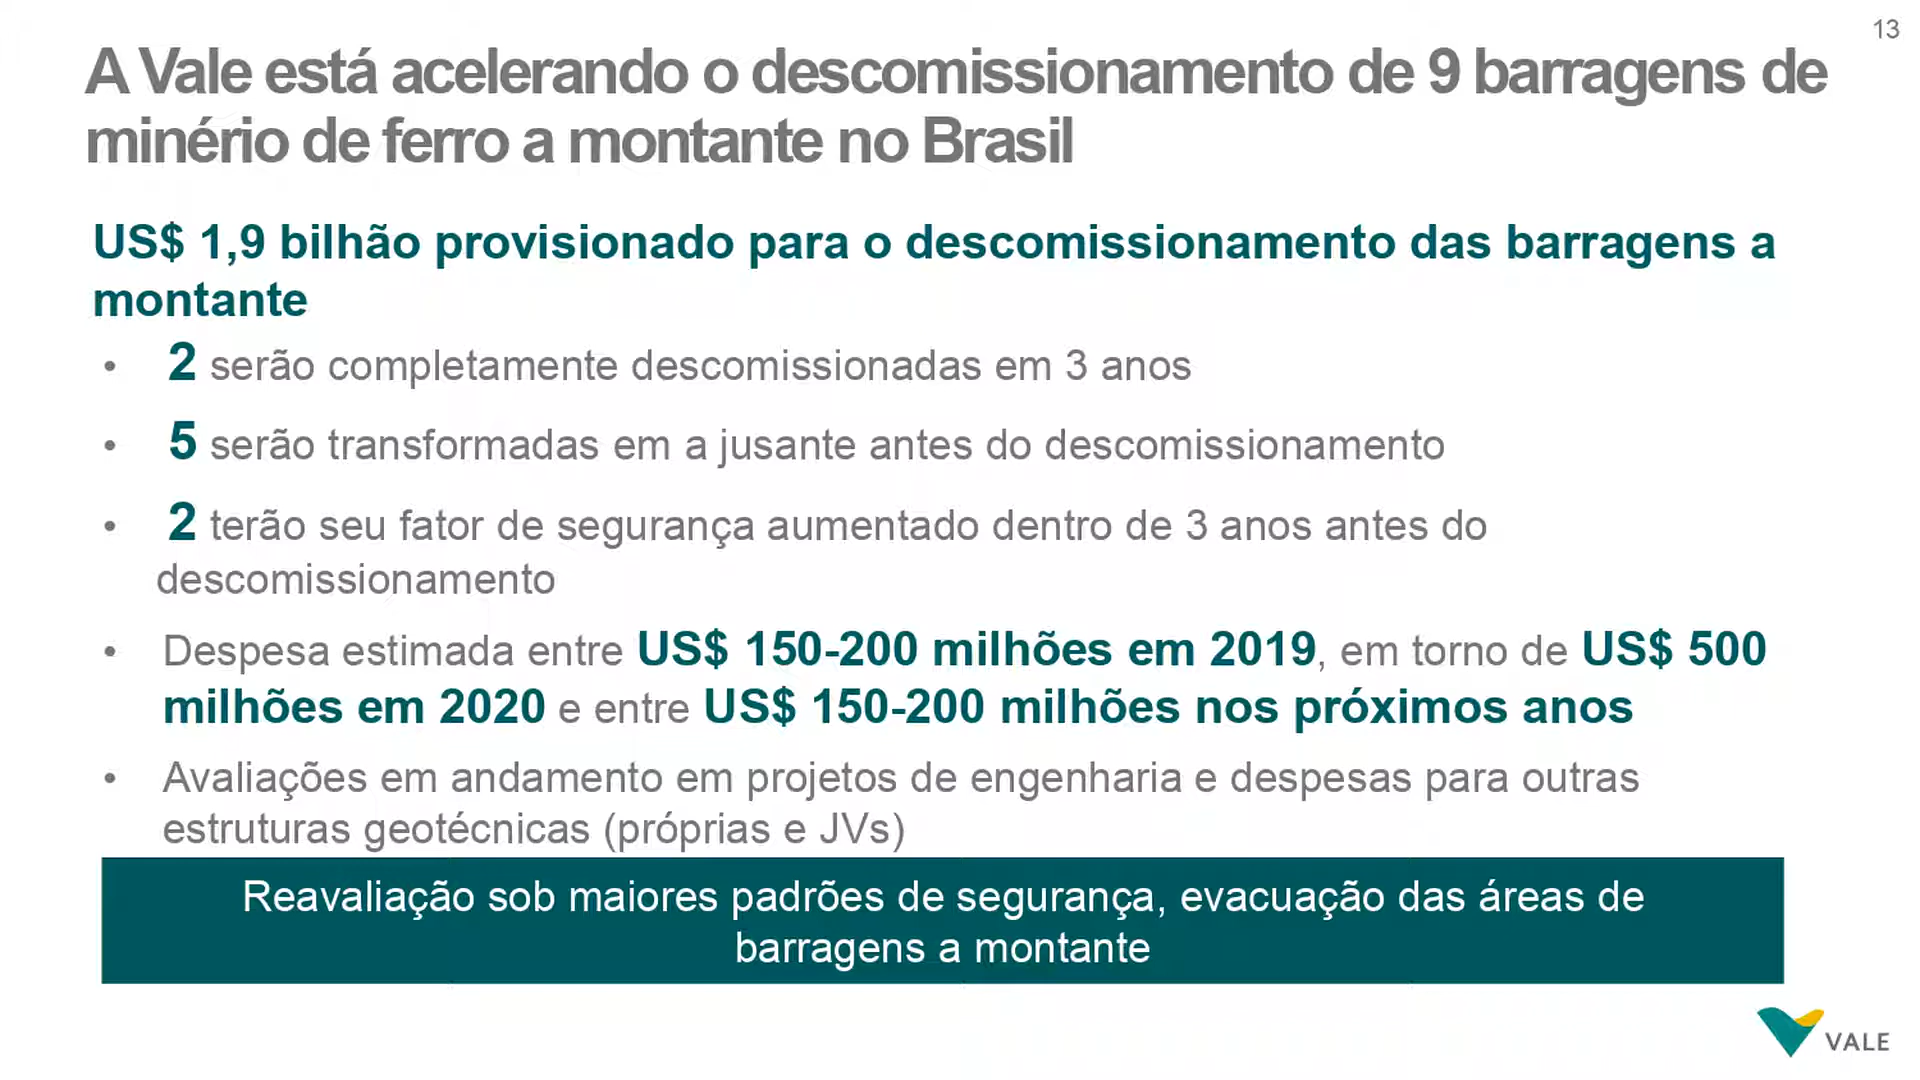 13
A Vale está acelerando o descomissionamento de 9 barragens de
minério de ferro a montante no Brasil
US$ 1,9 bilhão provisionado para o descomissionamento das barragens a
montante
• 2 serão completamente descomissionadas em 3 anos
• 5 serão transformadas em a jusante antes do descomissionamento
• 2 terão seu fator de segurança aumentado dentro de 3 anos antes do
descomissionamento
• Despesa estimada entre US$ 150-200 milhões em 2019, em torno de US$ 500
milhões em 2020 e entre US$ 150-200 milhões nos próximos anos
• Avaliações em andamento em projetos de engenharia e despesas para outras
estruturas geotécnicas (próprias e JVs)
Reavaliação sob maiores padrões de segurança, evacuação das áreas de
barragens a montante
VALE